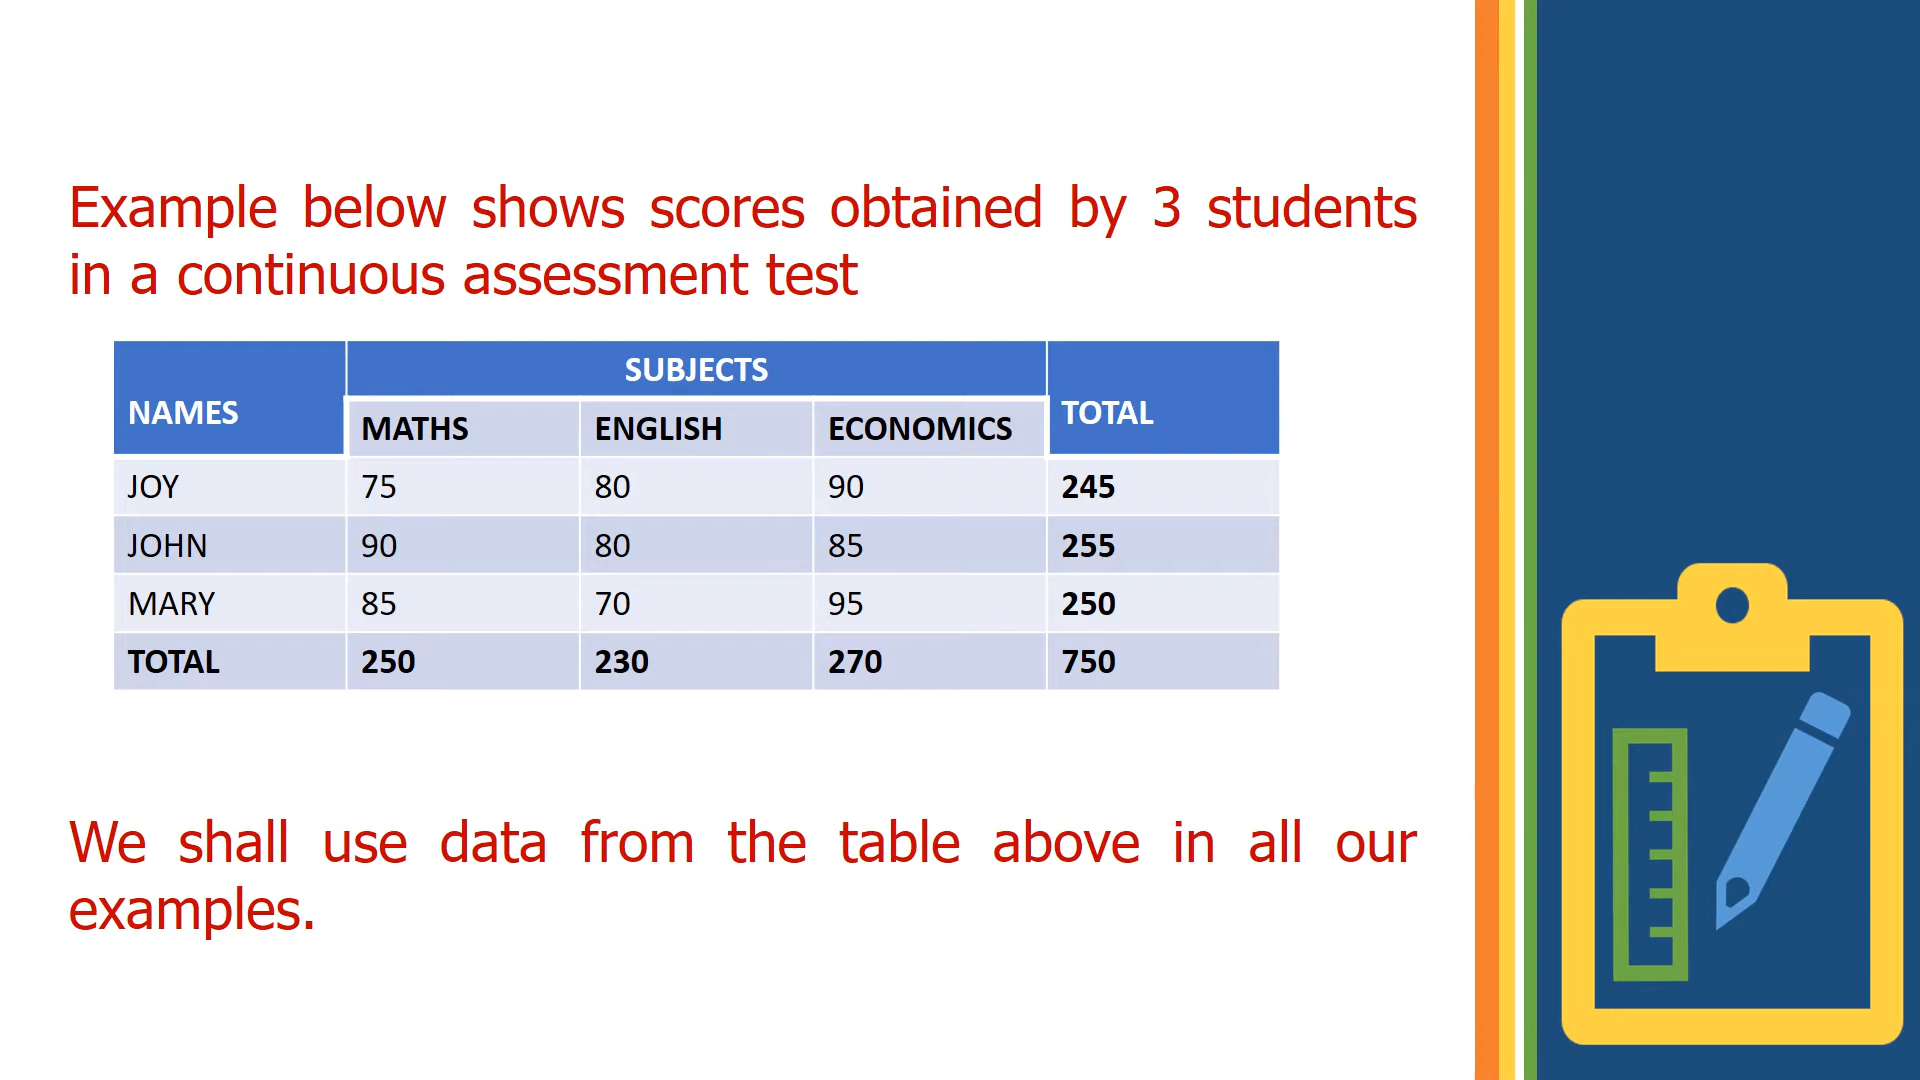 Example below shows scores obtained by 3 students
in a continuous assessment test
NAMES SUBJECTS TOTAL
MATHS ENGLISH ECONOMICS
JOY 75 80 90 245
JOHN 90 80 85 255
MARY 85 70 95 250
TOTAL 250 230 270 750
We shall use data from the table above in all our
examples.